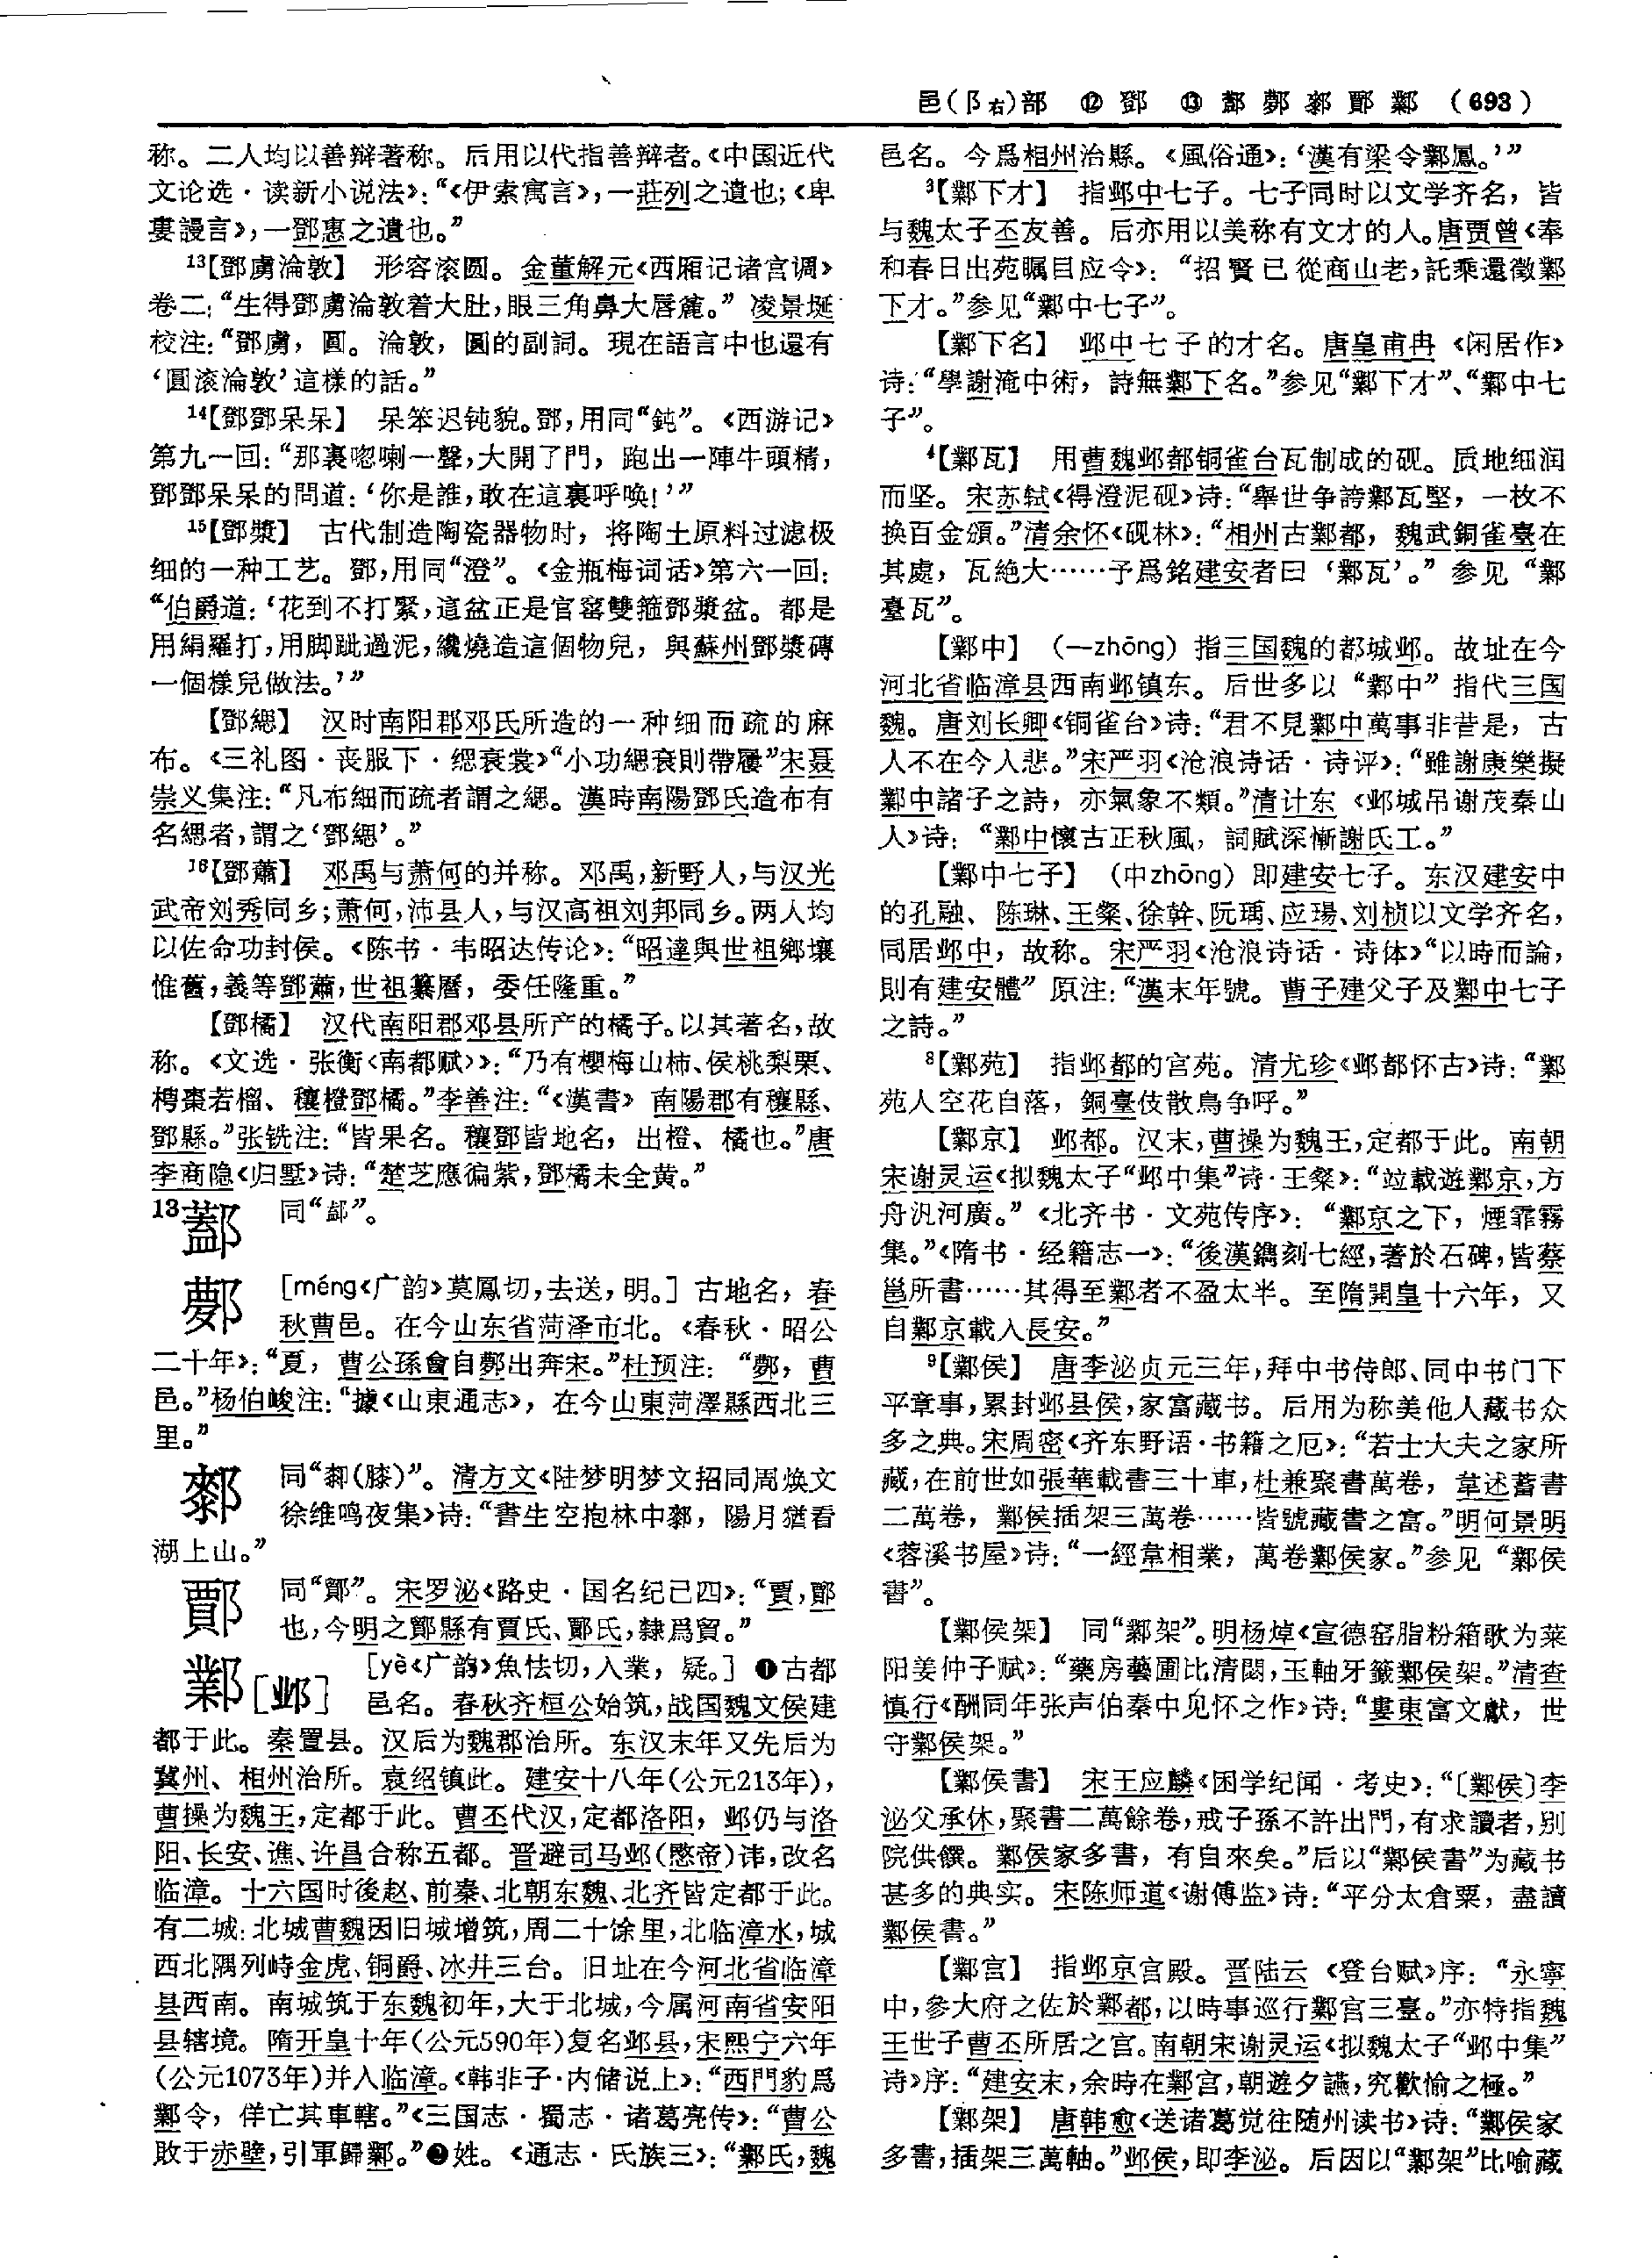 邑(阝右)部 ⑫ 鄧 ⑬ 鄿 鄸 鄹 鄮 鄴 (693)
称。二人均以善辩著称。后用以代指善辩者。《中国近代
文论选·读新小说法》：“《伊索寓言》，一莊列之遺也；《卑
婁謾言》，一鄧惠之遺也。”
13【鄧虜淪敦】 形容滚圆。金董解元《西厢记诸宫调》
卷二：“生得鄧虜淪敦着大肚，眼三角鼻大唇麄。”凌景埏
校注：“鄧虜，圓。淪敦，圓的副詞。現在語言中也還有
‘圓滚淪敦’這樣的話。”
14【鄧鄧呆呆】 呆笨迟钝貌。鄧，用同“鈍”。《西游记》
第九一回：“那裏唿喇一聲，大開了門，跑出一陣牛頭精，
鄧鄧呆呆的問道：‘你是誰，敢在這裏呼唤！’”
15【鄧漿】 古代制造陶瓷器物时，将陶土原料过滤极
细的一种工艺。鄧，用同“澄”。《金瓶梅词话》第六一回：
“伯爵道：‘花到不打緊，這盆正是官窑雙箍鄧漿盆。都是
用絹羅打，用脚跐過泥，纔燒造這個物兒，與蘇州鄧漿磚
一個樣兒做法。’”
【鄧緦】 汉时南阳郡邓氏所造的一种细而疏的麻
布。《三礼图·丧服下·缌衰裳》“小功緦衰則帶屨”宋聂
崇义集注：“凡布細而疏者謂之緦。漢時南陽鄧氏造布有
名緦者，謂之‘鄧緦’。”
16【鄧蕭】 邓禹与萧何的并称。邓禹，新野人，与汉光
武帝刘秀同乡；萧何，沛县人，与汉高祖刘邦同乡。两人均
以佐命功封侯。《陈书·韦昭达传论》：“昭達與世祖鄉壤
惟舊，義等鄧蕭，世祖纂曆，委任隆重。”
【鄧橘】 汉代南阳郡邓县所产的橘子。以其著名，故
称。《文选·张衡〈南都赋〉》：“乃有櫻梅山柿、侯桃梨栗、
梬棗若榴、穰橙鄧橘。”李善注：“《漢書》南陽郡有穰縣、
鄧縣。”张铣注：“皆果名。穰鄧皆地名，出橙、橘也。”唐
李商隐《归墅》诗：“楚芝應徧紫，鄧橘未全黄。”
13 同“𨜴”。
鄸 [méng《广韵》莫鳳切，去送，明。] 古地名，春
秋曹邑。在今山东省菏泽市北。《春秋·昭公
二十年》：“夏，曹公孫會自鄸出奔宋。”杜预注：“鄸，曹
邑。”杨伯峻注：“據《山東通志》，在今山東菏澤縣西北三
里。”
同“厀(膝)”。清方文《陆梦明梦文招同周焕文
徐维鸣夜集》诗：“書生空抱林中，陽月猶看
湖上山。”
同“鄮”。宋罗泌《路史·国名纪己四》：“賈，鄮
也，今明之鄮縣有賈氏、鄮氏，隸爲貿。”
鄴[邺] [yè《广韵》魚怯切，入業，疑。] ❶古都
邑名。春秋齐桓公始筑，战国魏文侯建
都于此。秦置县。汉后为魏郡治所。东汉末年又先后为
冀州、相州治所。袁绍镇此。建安十八年(公元213年)，
曹操为魏王，定都于此。曹丕代汉，定都洛阳，邺仍与洛
阳、长安、谯、许昌合称五都。晋避司马邺(愍帝)讳，改名
临漳。十六国时後赵、前秦、北朝东魏、北齐皆定都于此。
有二城：北城曹魏因旧城增筑，周二十馀里，北临漳水，城
西北隅列峙金虎、铜爵、冰井三台。旧址在今河北省临漳
县西南。南城筑于东魏初年，大于北城，今属河南省安阳
县辖境。隋开皇十年(公元590年)复名邺县，宋熙宁六年
(公元1073年)并入临漳。《韩非子·内储说上》：“西門豹爲
鄴令，佯亡其車轄。”《三国志·蜀志·诸葛亮传》：“曹公
敗于赤壁，引軍歸鄴。”❷姓。《通志·氏族三》：“鄴氏，魏
邑名。今爲相州治縣。《風俗通》：‘漢有梁令鄴鳳。’”
3【鄴下才】 指邺中七子。七子同时以文学齐名，皆
与魏太子丕友善。后亦用以美称有文才的人。唐贾曾《奉
和春日出苑瞩目应令》：“招賢已從商山老，託乘還徵鄴
下才。”参见“鄴中七子”。
【鄴下名】 邺中七子的才名。唐皇甫冉《闲居作》
诗：“學謝淹中術，詩無鄴下名。”参见“鄴下才”、“鄴中七
子”。
4【鄴瓦】 用曹魏邺都铜雀台瓦制成的砚。质地细润
而坚。宋苏轼《得澄泥砚》诗：“舉世争誇鄴瓦堅，一枚不
换百金頒。”清余怀《砚林》：“相州古鄴都，魏武銅雀臺在
其處，瓦絶大……予爲銘建安者曰‘鄴瓦’。”参见“鄴
臺瓦”。
【鄴中】 (—zhōng) 指三国魏的都城邺。故址在今
河北省临漳县西南邺镇东。后世多以“鄴中”指代三国
魏。唐刘长卿《铜雀台》诗：“君不見鄴中萬事非昔是，古
人不在今人悲。”宋严羽《沧浪诗话·诗评》：“雖謝康樂擬
鄴中諸子之詩，亦氣象不類。”清计东《邺城吊谢茂秦山
人》诗：“鄴中懷古正秋風，詞賦深慚謝氏工。”
【鄴中七子】 (中zhōng) 即建安七子。东汉建安中
的孔融、陈琳、王粲、徐幹、阮瑀、应瑒、刘桢以文学齐名，
同居邺中，故称。宋严羽《沧浪诗话·诗体》“以時而論，
則有建安體”原注：“漢末年號。曹子建父子及鄴中七子
之詩。”
8【鄴苑】 指邺都的宫苑。清尤珍《邺都怀古》诗：“鄴
苑人空花自落，銅臺伎散鳥争呼。”
【鄴京】 邺都。汉末，曹操为魏王，定都于此。南朝
宋谢灵运《拟魏太子“邺中集”诗·王粲》：“竝載遊鄴京，方
舟汎河廣。”《北齐书·文苑传序》：“鄴京之下，煙霏霧
集。”《隋书·经籍志一》：“後漢鐫刻七經，著於石碑，皆蔡
邕所書……其得至鄴者不盈太半。至隋開皇十六年，又
自鄴京載入長安。”
9【鄴侯】 唐李泌贞元三年，拜中书侍郎、同中书门下
平章事，累封邺县侯，家富藏书。后用为称美他人藏书众
多之典。宋周密《齐东野语·书籍之厄》：“若士大夫之家所
藏，在前世如張華載書三十車，杜兼聚書萬卷，韋述蓄書
二萬卷，鄴侯插架三萬卷……皆號藏書之富。”明何景明
《蓉溪书屋》诗：“一經韋相業，萬卷鄴侯家。”参见“鄴侯
書”。
【鄴侯架】 同“鄴架”。明杨焯《宣德窑脂粉箱歌为莱
阳姜仲子赋》：“藥房藝圃比清閟，玉軸牙籤鄴侯架。”清查
慎行《酬同年张声伯秦中见怀之作》诗：“婁東富文獻，世
守鄴侯架。”
【鄴侯書】 宋王应麟《困学纪闻·考史》：“〔鄴侯〕李
泌父承休，聚書二萬餘卷，戒子孫不許出門，有求讀者，别
院供饌。鄴侯家多書，有自來矣。”后以“鄴侯書”为藏书
甚多的典实。宋陈师道《谢傅监》诗：“平分太倉粟，盡讀
鄴侯書。”
【鄴宫】 指邺京宫殿。晋陆云《登台赋》序：“永寧
中，參大府之佐於鄴都，以時事巡行鄴宫三臺。”亦特指魏
王世子曹丕所居之宫。南朝宋谢灵运《拟魏太子“邺中集”
诗》序：“建安末，余時在鄴宫，朝遊夕讌，究歡愉之極。”
【鄴架】 唐韩愈《送诸葛觉往随州读书》诗：“鄴侯家
多書，插架三萬軸。”邺侯，即李泌。后因以“鄴架”比喻藏